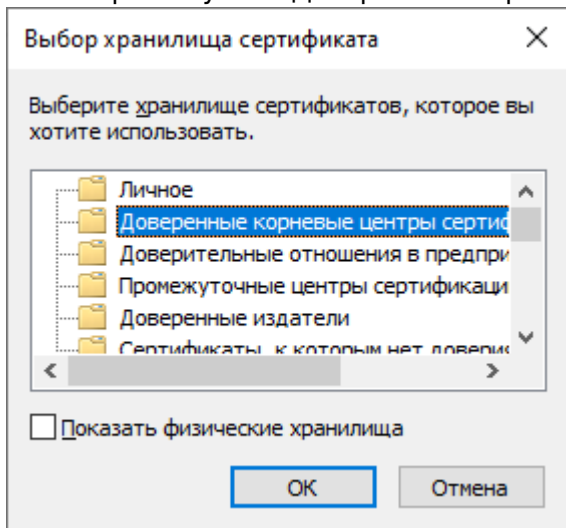 Выбор хранилища сертификата
Выберите хранилище сертификатов, которое вы
хотите использовать.
Личное
Доверенные корневые центры
Доверительные отношения в
Промежуточные центры
Доверенные издатели
Сертификаты, к которым нет доверия
Показать физические хранилища
ОК
Отмена